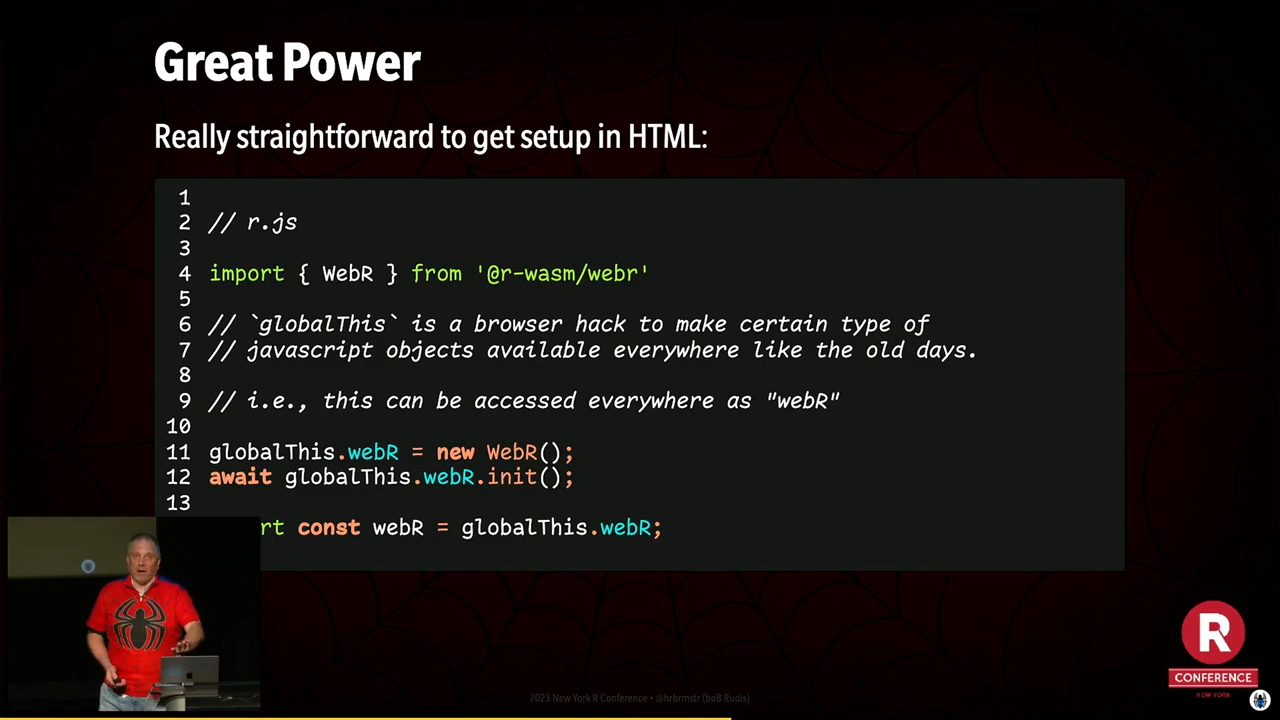 Great Power
Really straightforward to get setup in HTML:
1
2 // r.js
3
4 import { WebR } from '@r-wasm/webr'
5
6 // `globalThis` is a browser hack to make certain type of
7 // javascript objects available everywhere like the old days.
8
9 // i.e., this can be accessed everywhere as "webR"
10
11 globalThis.webR = new WebR();
12 await globalThis.webR.init();
13
rt const webR = globalThis.webR;
R
CONFERENCE
NEW YORK
2023 New York R Conference • @hrbrmstr (boB Rudis)